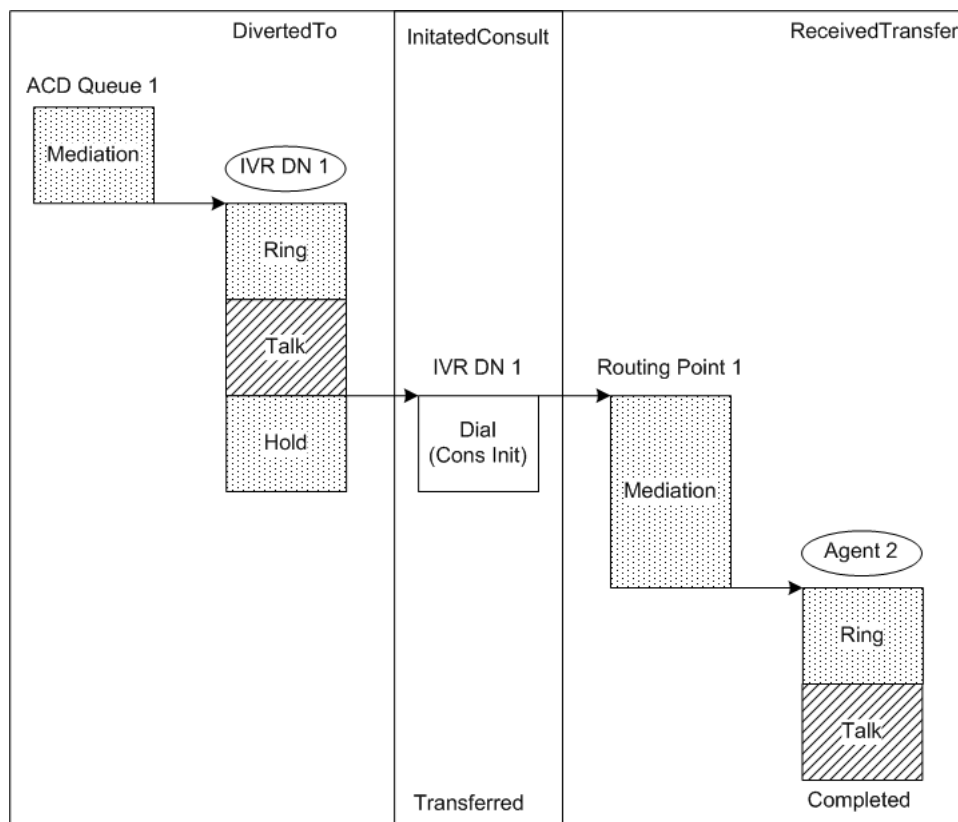 DivertedTo
InitatedConsult
ReceivedTransfer
ACD Queue 1
Mediation
IVR DN 1
Ring
Talk
Hold
IVR DN 1
Dial
(Cons Init)
Routing Point 1
Mediation
Agent 2
Ring
Talk
Transferred
Completed